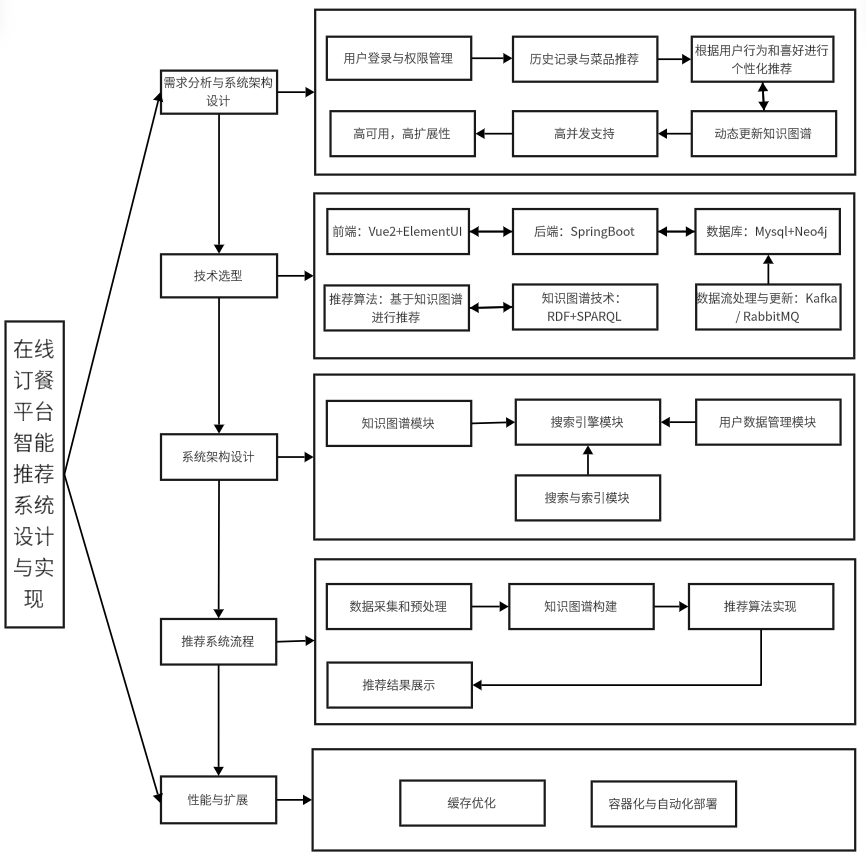 在线
订餐
平台
智能
推荐
系统
设计
与实
现
需求分析与系统架构
设计
用户登录与权限管理
历史记录与菜品推荐
根据用户行为和喜好进行
个性化推荐
高可用，高扩展性
高并发支持
动态更新知识图谱
技术选型
前端：Vue2+ElementUI
后端：SpringBoot
数据库：Mysql+Neo4j
推荐算法：基于知识图谱
进行推荐
知识图谱技术：
RDF+SPARQL
数据流处理与更新：Kafka
/ RabbitMQ
系统架构设计
知识图谱模块
搜索引擎模块
用户数据管理模块
搜索与索引模块
推荐系统流程
数据采集和预处理
知识图谱构建
推荐算法实现
推荐结果展示
性能与扩展
缓存优化
容器化与自动化部署